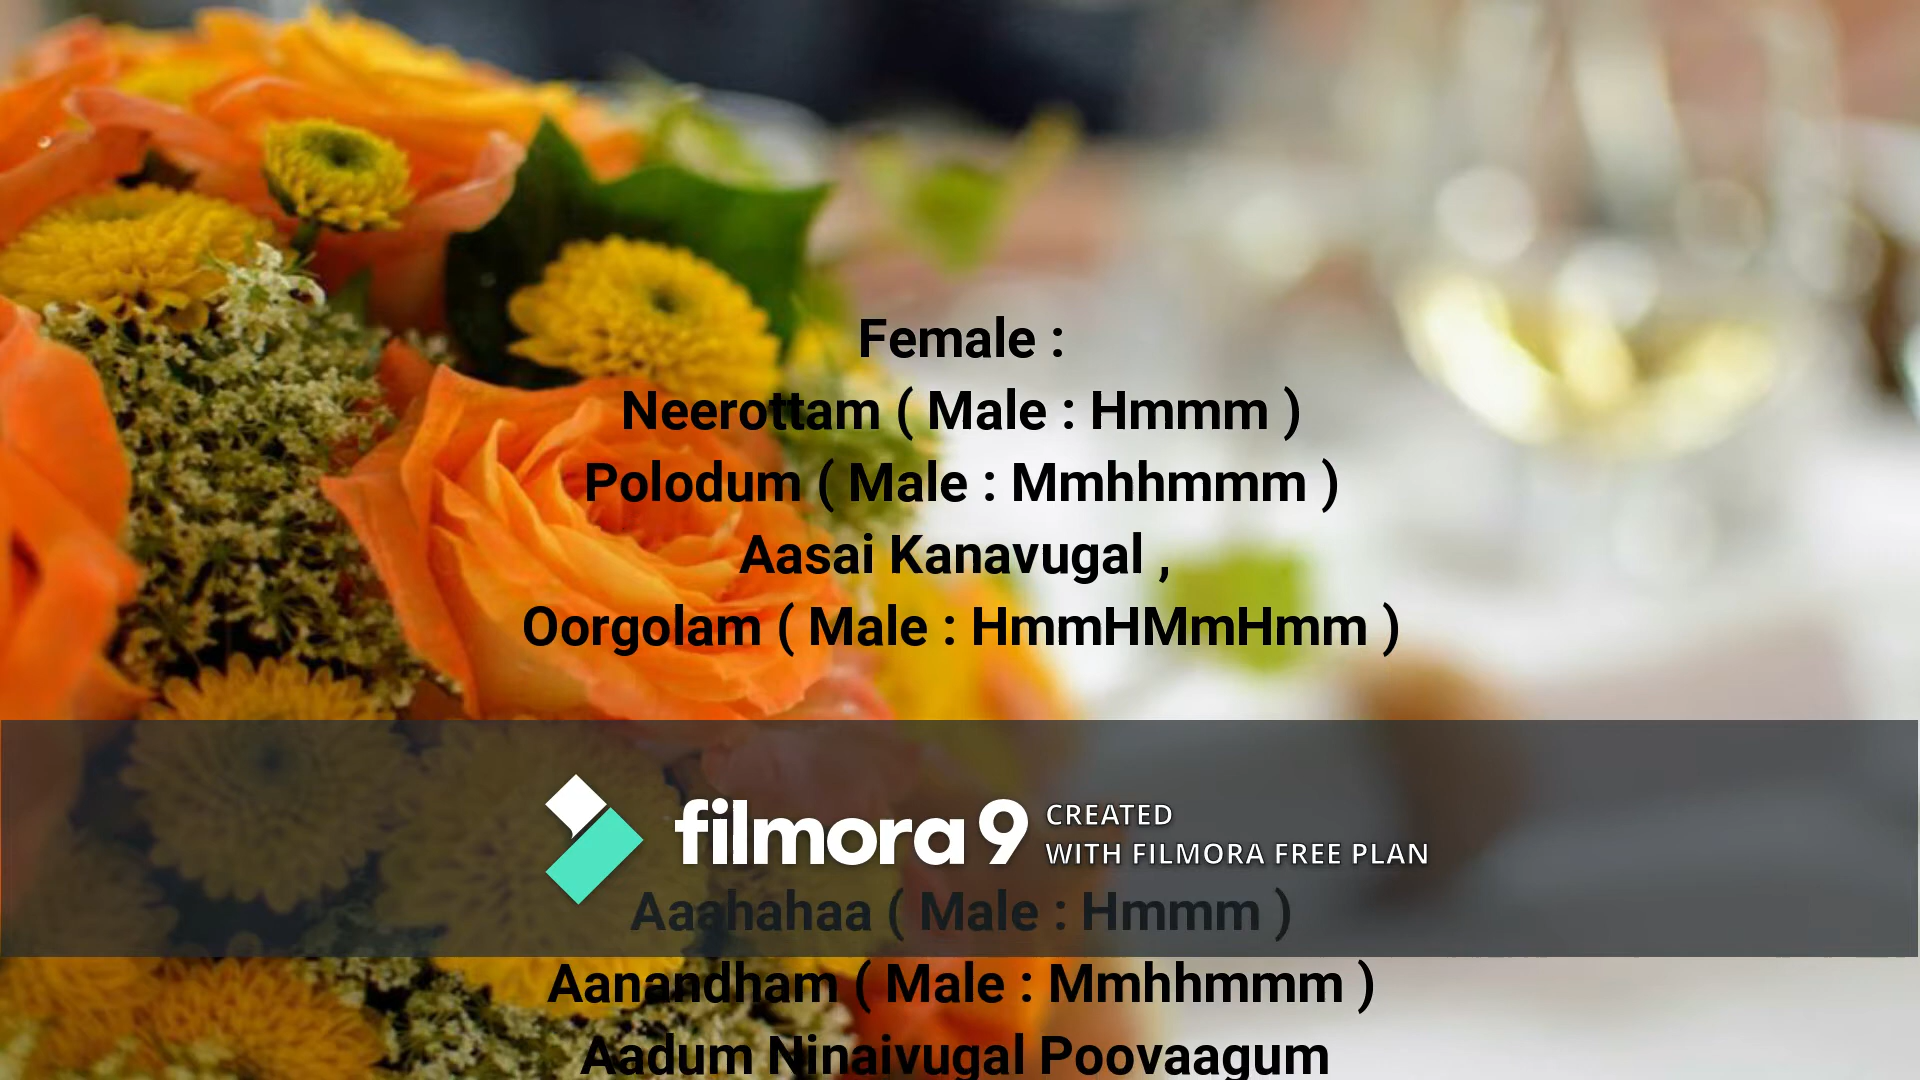 Female :
Neerottam ( Male : Hmmm )
Polodum ( Male : Mmhhmmm )
Aasai Kanavugal ,
Oorgolam ( Male : HmmHMmHmm )
filmora 9 CREATED
WITH FILMORA FREE PLAN
Aaahahaa ( Male : Hmmm )
Aanandham ( Male : Mmhhmmm )
Aadum Ninaivugal Poovaagum